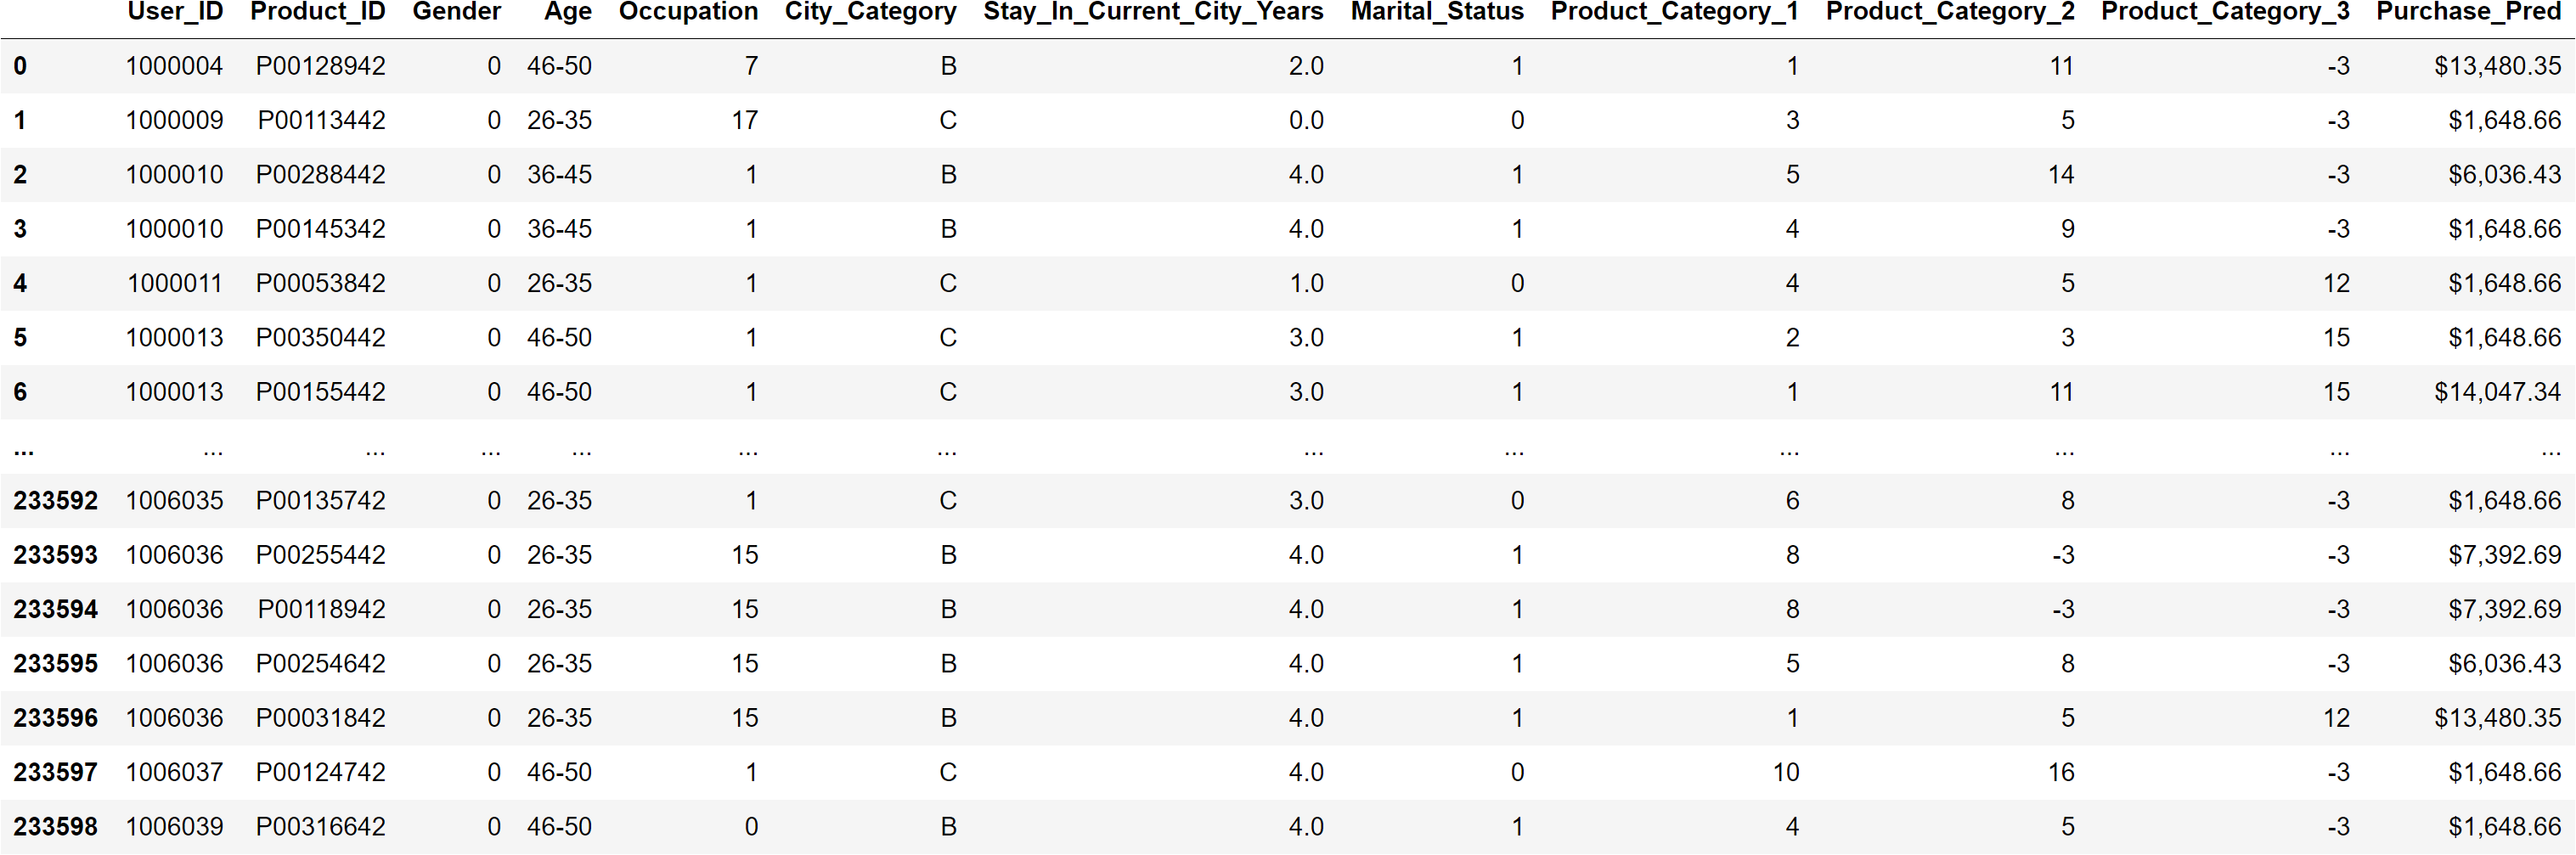 User_ID Product_ID Gender Age Occupation City_Category Stay_In_Current_City_Years Marital_Status Product_Category_1 Product_Category_2 Product_Category_3 Purchase_Pred
0 1000004 P00128942 0 46-50 7 B 2.0 1 1 11 -3 $13,480.35
1 1000009 P00113442 0 26-35 17 C 0.0 0 3 5 -3 $1,648.66
2 1000010 P00288442 0 36-45 1 B 4.0 1 5 14 -3 $6,036.43
3 1000010 P00145342 0 36-45 1 B 4.0 1 4 9 -3 $1,648.66
4 1000011 P00053842 0 26-35 1 C 1.0 0 4 5 12 $1,648.66
5 1000013 P00350442 0 46-50 1 C 3.0 1 2 3 15 $1,648.66
6 1000013 P00155442 0 46-50 1 C 3.0 1 1 11 15 $14,047.34
... ... ... ... ... ... ... ... ... ... ... ... ...
233592 1006035 P00135742 0 26-35 1 C 3.0 0 6 8 -3 $1,648.66
233593 1006036 P00255442 0 26-35 15 B 4.0 1 8 -3 -3 $7,392.69
233594 1006036 P00118942 0 26-35 15 B 4.0 1 8 -3 -3 $7,392.69
233595 1006036 P00254642 0 26-35 15 B 4.0 1 5 8 -3 $6,036.43
233596 1006036 P00031842 0 26-35 15 B 4.0 1 1 5 12 $13,480.35
233597 1006037 P00124742 0 46-50 1 C 4.0 0 10 16 -3 $1,648.66
233598 1006039 P00316642 0 46-50 0 B 4.0 1 4 5 -3 $1,648.66